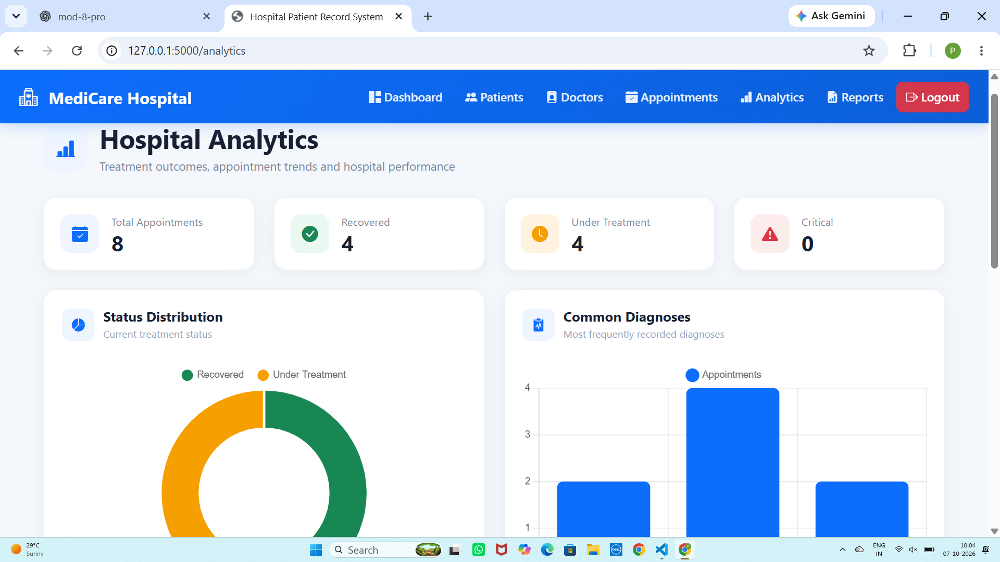 mod-8-pro
Hospital Patient Record System
Ask Gemini
127.0.0.1:5000/analytics
P
MediCare Hospital
Dashboard
Patients
Doctors
Appointments
Analytics
Reports
Logout
Hospital Analytics
Treatment outcomes, appointment trends and hospital performance
Total Appointments
8
Recovered
4
Under Treatment
4
Critical
0
Status Distribution
Current treatment status
Recovered
Under Treatment
Common Diagnoses
Most frequently recorded diagnoses
Appointments
4
3
2
1
29°C
Sunny
Search
DELL
ENG
IN
10:04
07-10-2026